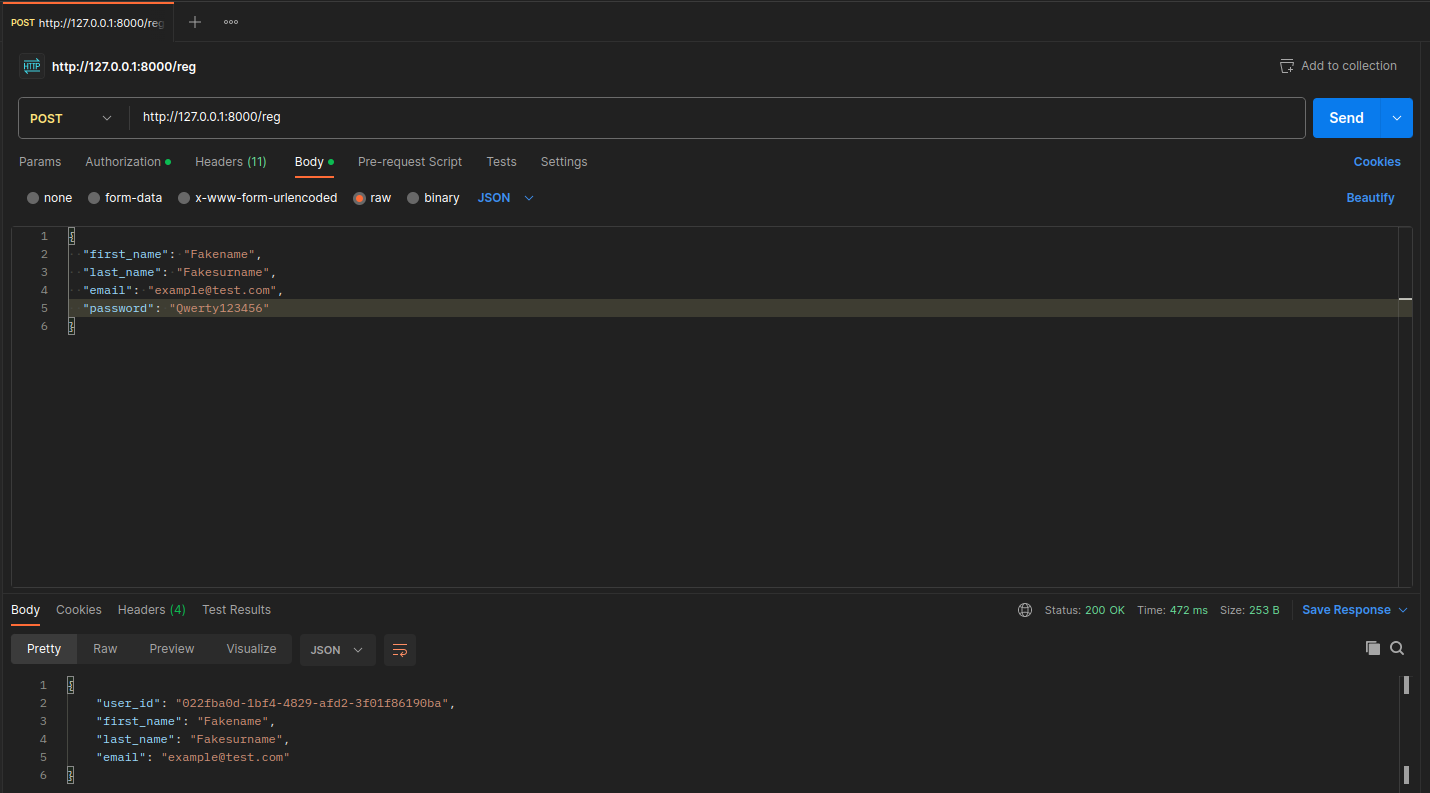 POST http://127.0.0.1:8000/reg
HTTP http://127.0.0.1:8000/reg Add to collection
POST http://127.0.0.1:8000/reg Send
Params Authorization Headers (11) Body Pre-request Script Tests Settings Cookies
none form-data x-www-form-urlencoded raw binary JSON Beautify
1 {
2 "first_name": "Fakename",
3 "last_name": "Fakesurname",
4 "email": "example@test.com",
5 "password": "Qwerty123456"
6 }
Body Cookies Headers (4) Test Results Status: 200 OK Time: 472 ms Size: 253 B Save Response
Pretty Raw Preview Visualize JSON
1 {
2 "user_id": "022fba0d-1bf4-4829-afd2-3f01f86190ba",
3 "first_name": "Fakename",
4 "last_name": "Fakesurname",
5 "email": "example@test.com"
6 }